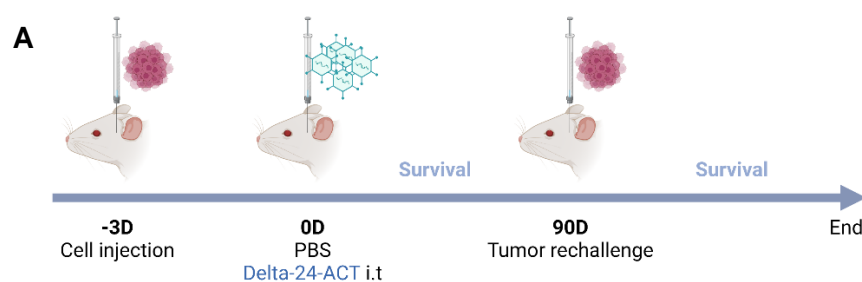 A
Survival
Survival
-3D
0D
90D
End
Cell injection
PBS
Tumor rechallenge
Delta-24-ACT i.t